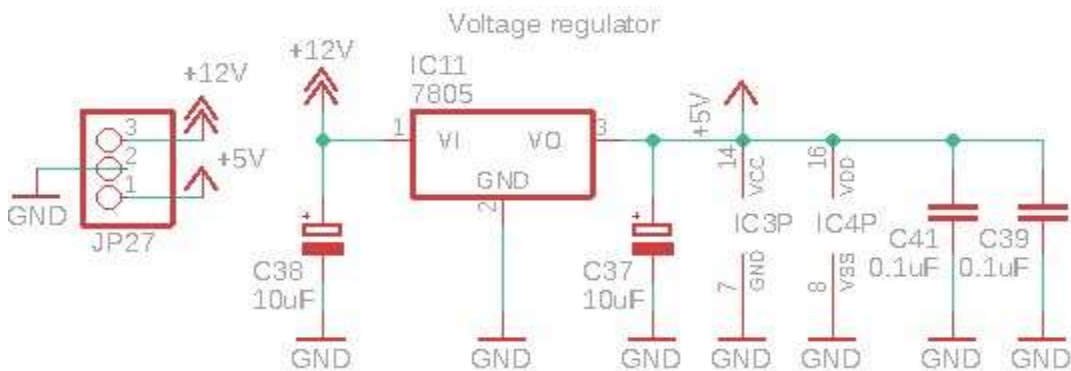 Voltage regulator
+12V
3
2
+5V
1
GND
JP27
+12V
IC11
7805
1
VI
VO
3
GND
2
+
C38
10uF
GND
GND
+
C37
10uF
GND
+5V
14
VCC
IC3P
7
GND
GND
16
VDD
IC4P
8
VSS
GND
C41
0.1uF
GND
C39
0.1uF
GND